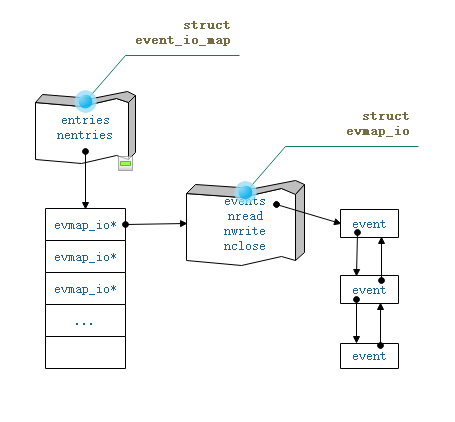 struct
event_io_map
entries
nentries
struct
evmap_io
events
nread
nwrite
nclose
evmap_io*
evmap_io*
evmap_io*
...
event
event
event